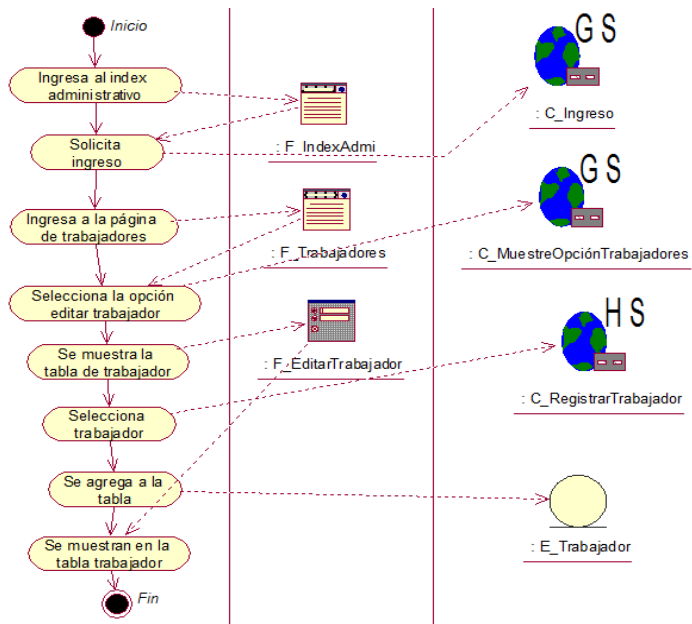 Inicio
Ingresa al index
administrativo
Solicita
ingreso
Ingresa a la página
de trabajadores
Selecciona la opción
editar trabajador
Se muestra la
tabla de trabajador
Selecciona
trabajador
Se agrega a la
tabla
Se muestran en la
tabla trabajador
Fin
: F_IndexAdmi
: F_Trabajadores
: F_EditarTrabajador
GS
: C_Ingreso
GS
: C_MuestreOpciónTrabajadores
HS
: C_RegistrarTrabajador
: E_Trabajador